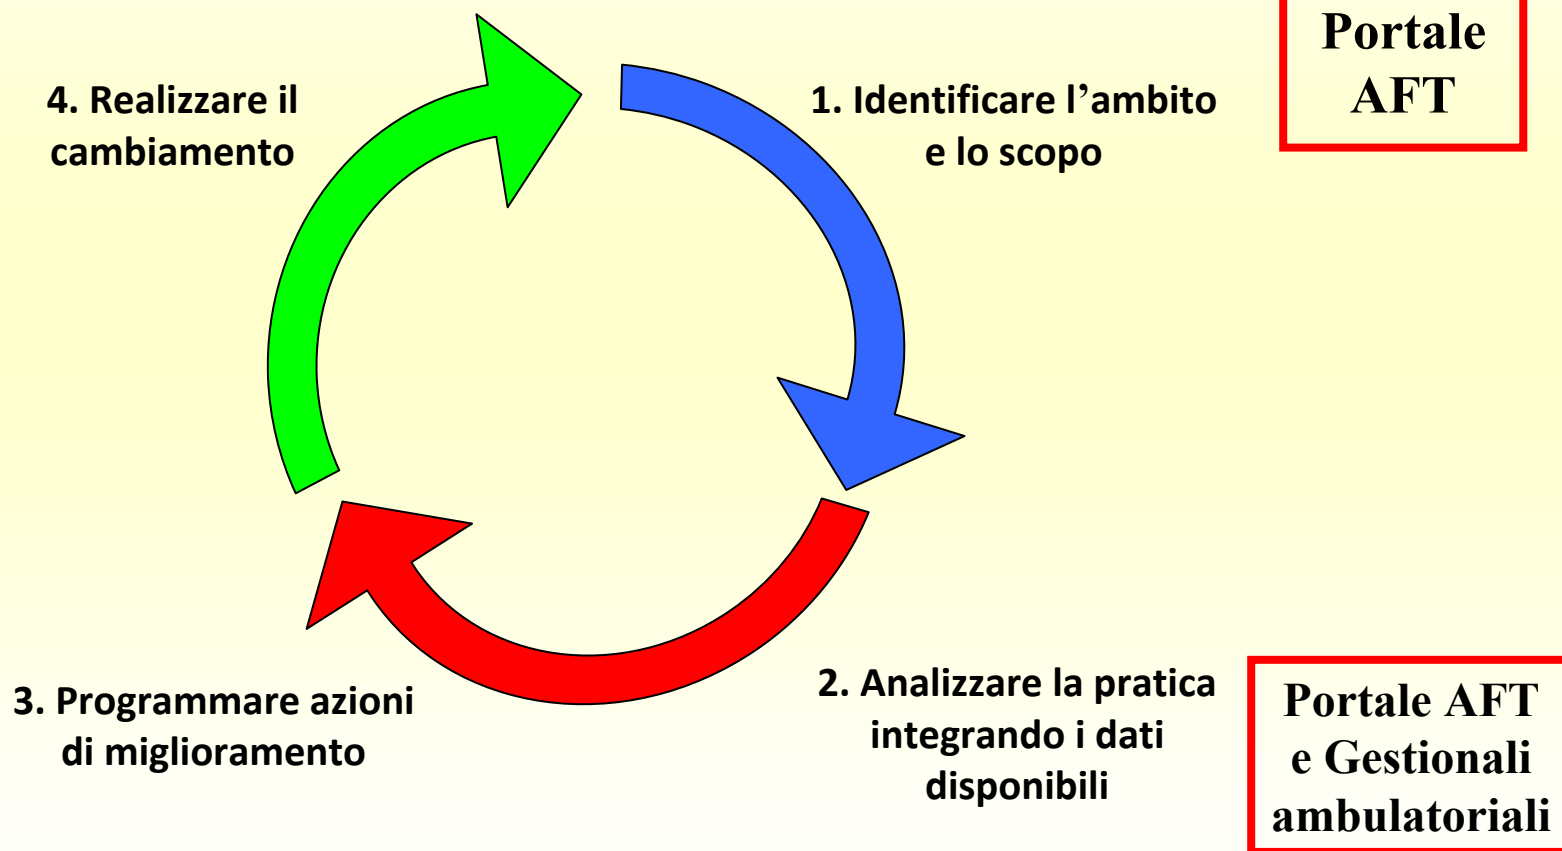 Portale
AFT
4. Realizzare il
cambiamento
1. Identificare l’ambito
e lo scopo
3. Programmare azioni
di miglioramento
2. Analizzare la pratica
integrando i dati
disponibili
Portale AFT
e Gestionali
ambulatoriali